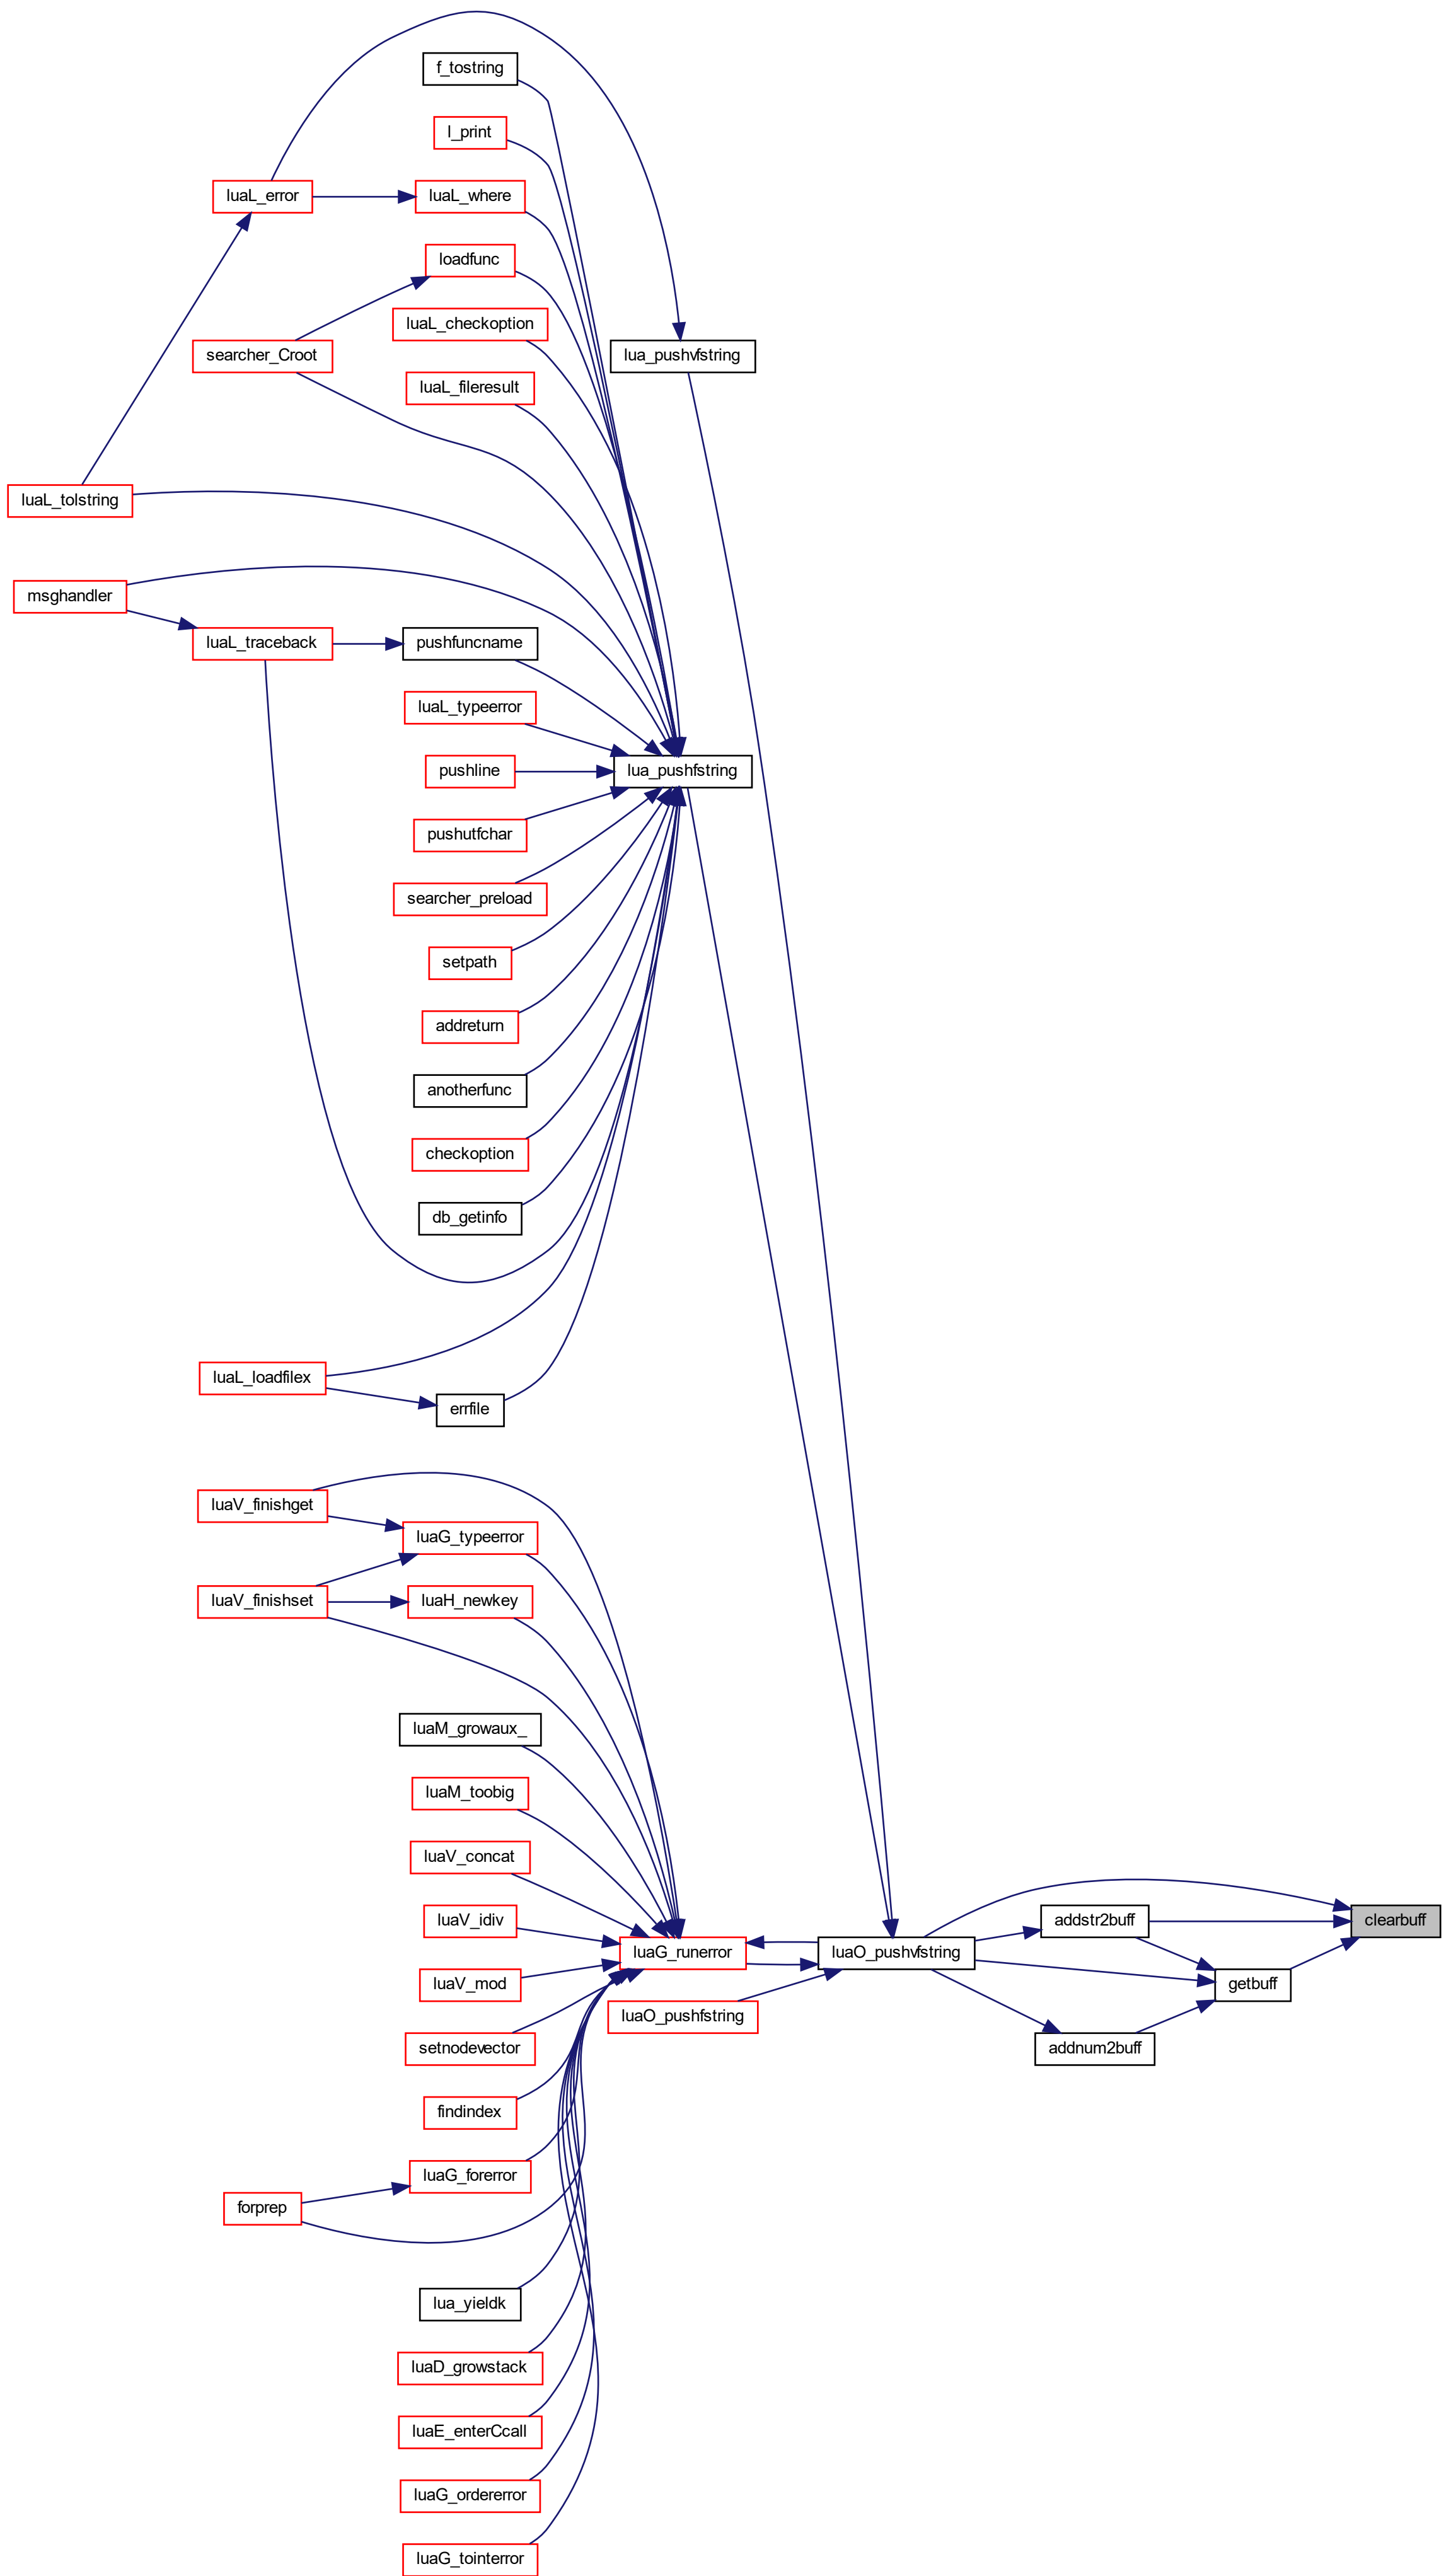 f_tostring
l_print
luaL_error
luaL_where
loadfunc
luaL_checkoption
searcher_Croot
lua_pushvfstring
luaL_fileresult
luaL_tolstring
msghandler
luaL_traceback
pushfuncname
luaL_typeerror
pushline
lua_pushfstring
pushutfchar
searcher_preload
setpath
addreturn
anotherfunc
checkoption
db_getinfo
luaL_loadfilex
errfile
luaV_finishget
luaG_typeerror
luaV_finishset
luaH_newkey
luaM_growaux_
luaM_toobig
luaV_concat
luaV_idiv
clearbuff
addstr2buff
luaG_runerror
luaO_pushvfstring
luaV_mod
getbuff
luaO_pushfstring
setnodevector
addnum2buff
findindex
luaG_forerror
forprep
lua_yieldk
luaD_growstack
luaE_enterCcall
luaG_ordererror
luaG_tointerror